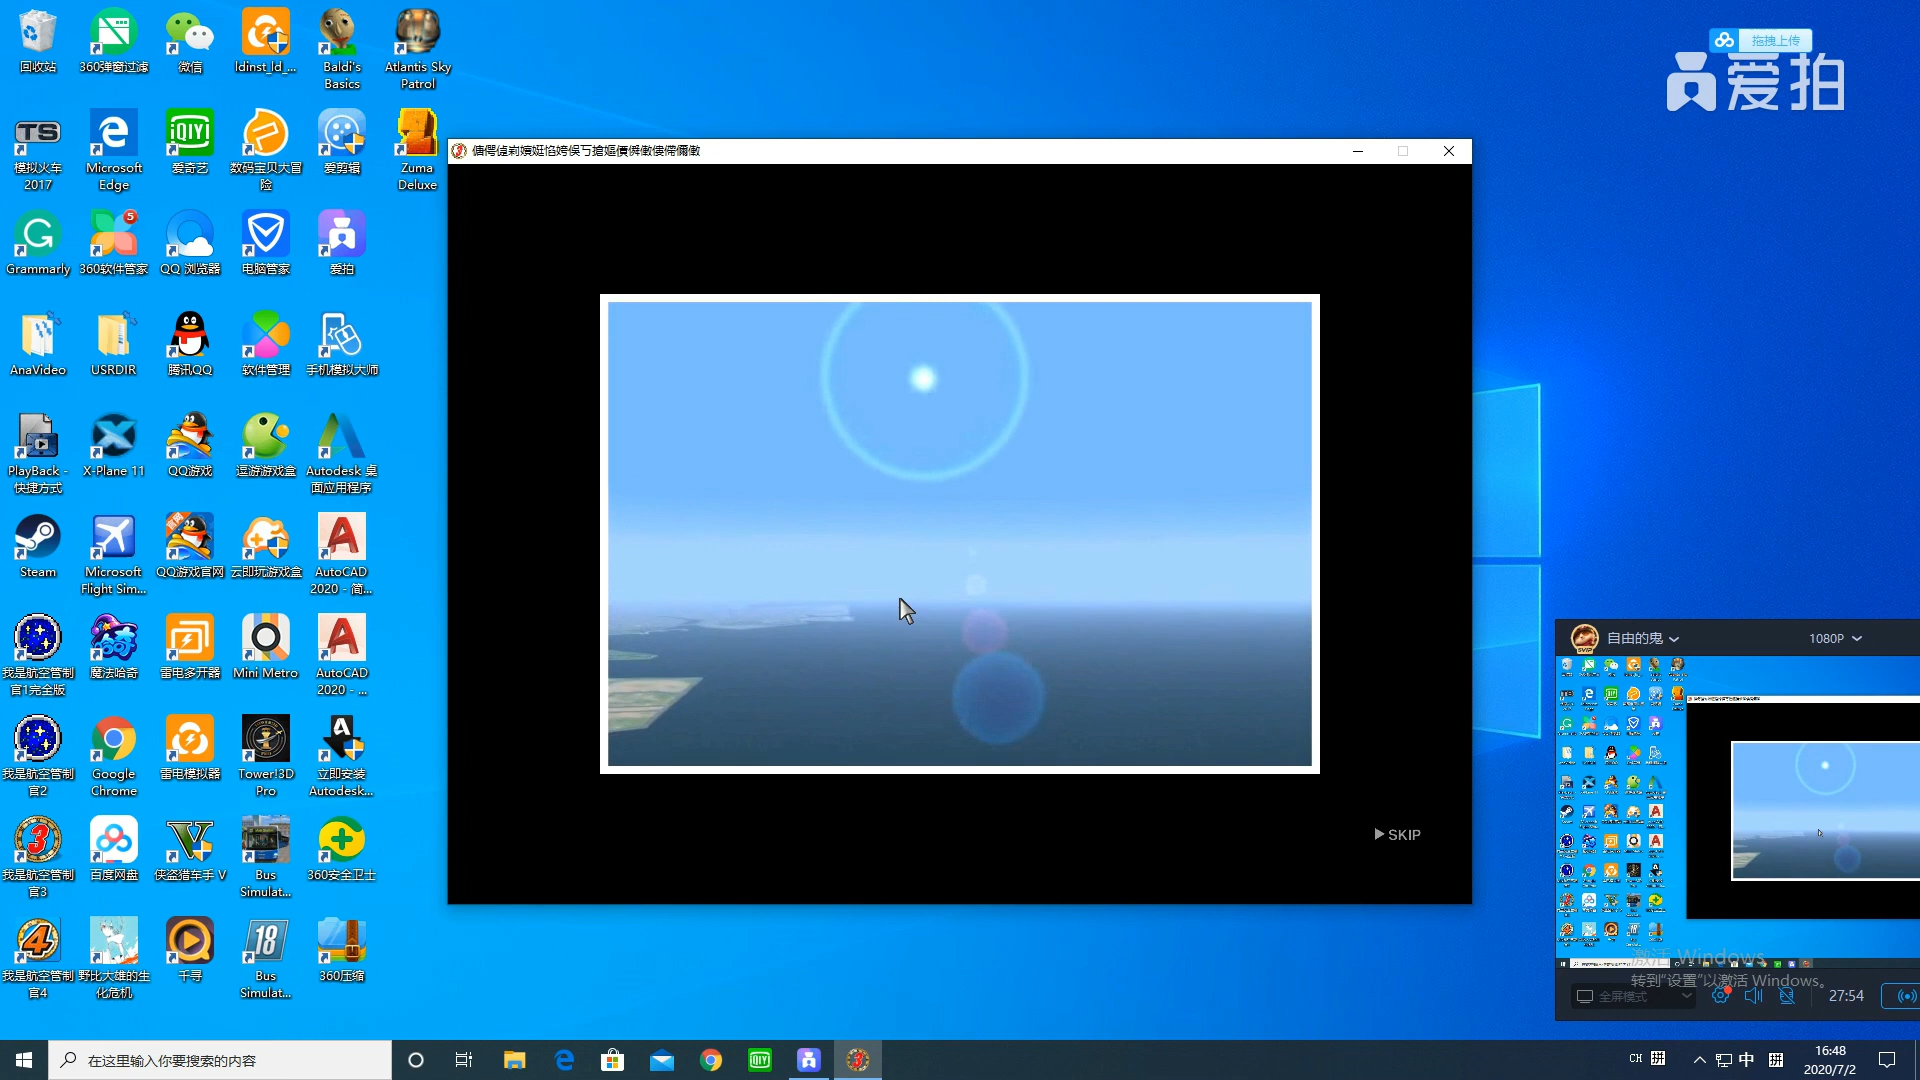 回收站
360弹窗过滤
微信
ldinst_ld_...
Baldi's
Basics
Atlantis Sky
Patrol
模拟火车
2017
Microsoft
Edge
爱奇艺
数码宝贝大冒
险
爱剪辑
Zuma
Deluxe
Grammarly
360软件管家
QQ 浏览器
电脑管家
爱拍
AnaVideo
USRDIR
腾讯QQ
软件管理
手机模拟大师
PlayBack -
快捷方式
X-Plane 11
QQ游戏
逗游游戏盒
Autodesk 桌
面应用程序
Steam
Microsoft
Flight Sim...
QQ游戏官网
云即玩游戏盒
AutoCAD
2020 - 简...
我是航空管制
官1完全版
魔法哈奇
雷电多开器
Mini Metro
AutoCAD
2020 - ...
我是航空管制
官2
Google
Chrome
雷电模拟器
Tower!3D
Pro
立即安装
Autodesk...
我是航空管制
官3
百度网盘
侠盗猎车手 V
Bus
Simulat...
360安全卫士
我是航空管制
官4
野比大雄的生
化危机
千寻
Bus
Simulat...
360压缩
SKIP
拖拽上传
爱拍
自由的鬼
1080P
激活 Windows
转到"设置"以激活 Windows。
全屏模式
27:54
在这里输入你要搜索的内容
CH 拼
中
拼
16:48
2020/7/2